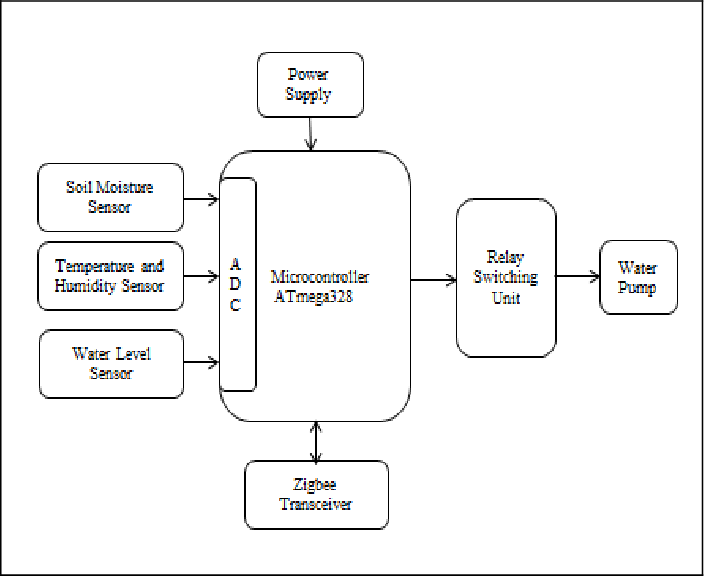 Power
Supply
Soil Moisture
Sensor
Temperature and
Humidity Sensor
Water Level
Sensor
A
D
C
Microcontroller
ATmega328
Relay
Switching
Unit
Water
Pump
Zigbee
Transceiver